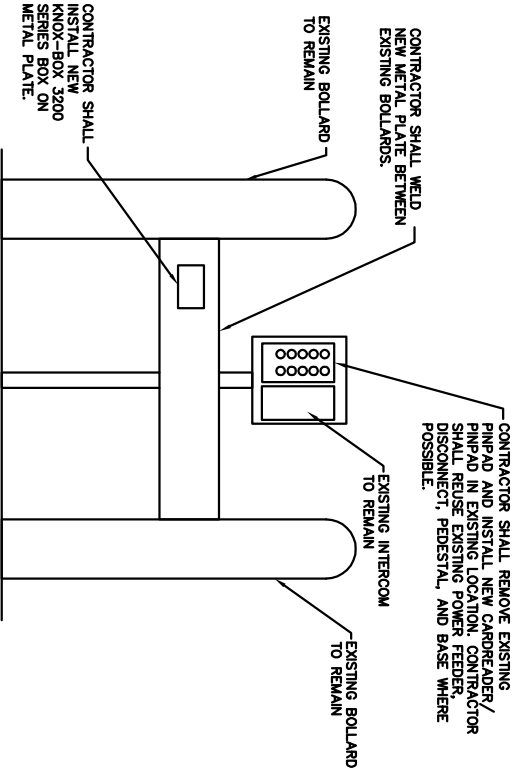 CONTRACTOR SHALL REMOVE EXISTING
PINPAD AND INSTALL NEW CARDREADER/
PINPAD IN EXISTING LOCATION. CONTRACTOR
SHALL REUSE EXISTING POWER FEEDER,
DISCONNECT, PEDESTAL, AND BASE WHERE
POSSIBLE.
CONTRACTOR SHALL WELD
NEW METAL PLATE BETWEEN
EXISTING BOLLARDS.
EXISTING BOLLARD
TO REMAIN
EXISTING INTERCOM
TO REMAIN
EXISTING BOLLARD
TO REMAIN
CONTRACTOR SHALL
INSTALL NEW
KNOX-BOX 3200
SERIES BOX ON
METAL PLATE.